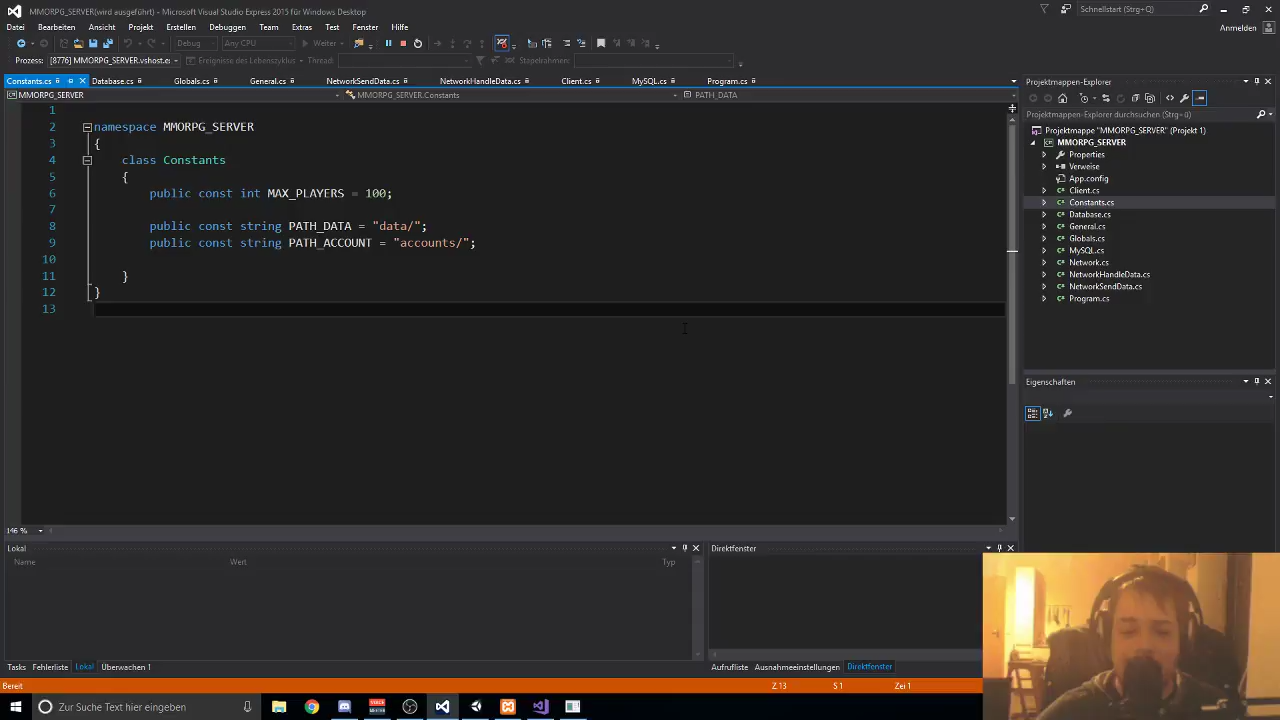 MMORPG_SERVER(wird ausgeführt) - Microsoft Visual Studio Express 2015 für Windows Desktop
Schnellstart (Strg+Q)
Datei Bearbeiten Ansicht Projekt Erstellen Debuggen Team Extras Test Fenster Hilfe
Anmelden
Debug Any CPU Weiter
Prozess: [8776] MMORPG_SERVER.vshost.e Ereignisse des Lebenszyklus Thread: Stapelrahmen:
Constants.cs Database.cs Globals.cs General.cs NetworkSendData.cs NetworkHandleData.cs Client.cs MySQL.cs Program.cs
MMORPG_SERVER MMORPG_SERVER.Constants PATH_DATA
1
2 namespace MMORPG_SERVER
3 {
4 class Constants
5 {
6 public const int MAX_PLAYERS = 100;
7
8 public const string PATH_DATA = "data/";
9 public const string PATH_ACCOUNT = "accounts/";
10
11 }
12 }
13
146 %
Projektmappen-Explorer
Projektmappen-Explorer durchsuchen (Strg+ü)
Projektmappe "MMORPG_SERVER" (Projekt 1)
MMORPG_SERVER
Properties
Verweise
App.config
Client.cs
Constants.cs
Database.cs
General.cs
Globals.cs
MySQL.cs
Network.cs
NetworkHandleData.cs
NetworkSendData.cs
Program.cs
Eigenschaften
Lokal
Name Wert Typ
Direktfenster
Tasks Fehlerliste Lokal Überwachen 1
Aufrufliste Ausnahmeeinstellungen Direktfenster
Bereit Z 13 S 1 Zei 1
Zur Suche Text hier eingeben